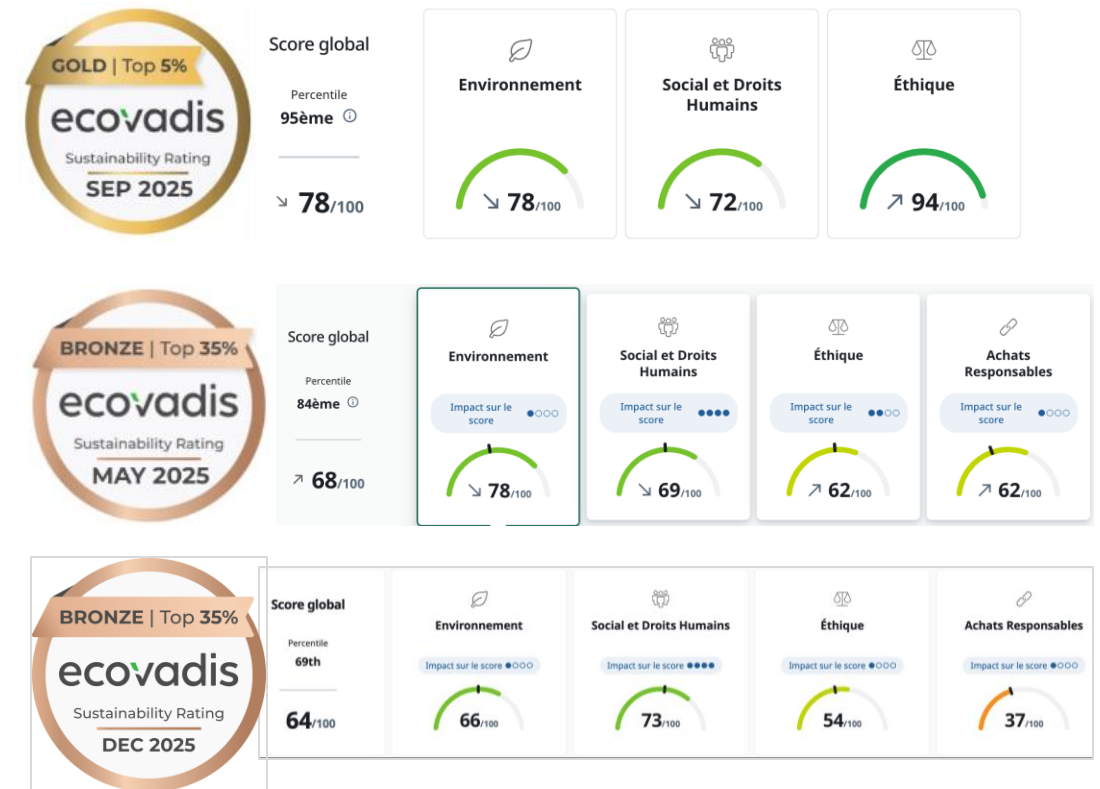 GOLD | Top 5%
ecovadis
Sustainability Rating
SEP 2025
Score global
Percentile
95ème
78/100
Environnement
78/100
Social et Droits
Humains
72/100
Éthique
94/100
BRONZE | Top 35%
ecovadis
Sustainability Rating
MAY 2025
Score global
Percentile
84ème
68/100
Environnement
Impact sur le
score
78/100
Social et Droits
Humains
Impact sur le
score
69/100
Éthique
Impact sur le
score
62/100
Achats
Responsables
Impact sur le
score
62/100
BRONZE | Top 35%
ecovadis
Sustainability Rating
DEC 2025
Score global
Percentile
69th
64/100
Environnement
Impact sur le score
66/100
Social et Droits Humains
Impact sur le score
73/100
Éthique
Impact sur le score
54/100
Achats Responsables
Impact sur le score
37/100